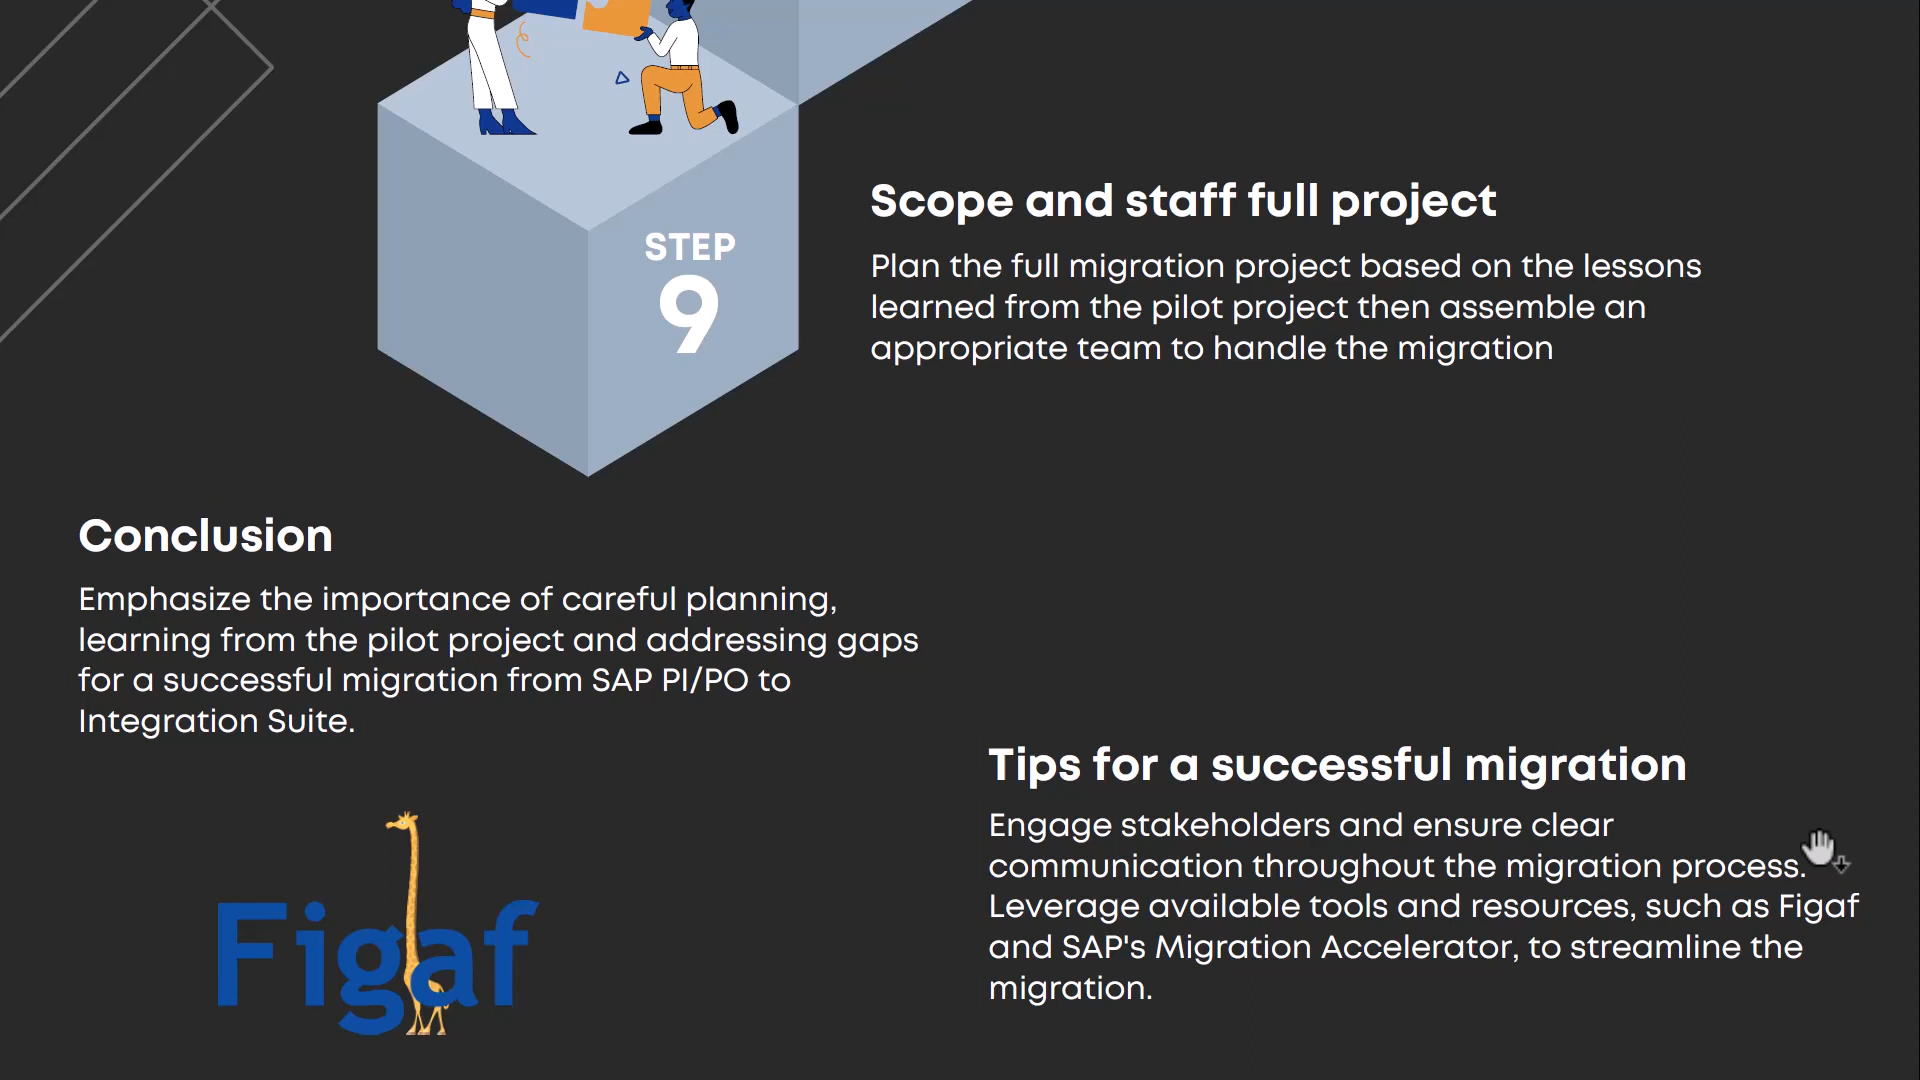 STEP
9
Scope and staff full project
Plan the full migration project based on the lessons
learned from the pilot project then assemble an
appropriate team to handle the migration
Conclusion
Emphasize the importance of careful planning,
learning from the pilot project and addressing gaps
for a successful migration from SAP PI/PO to
Integration Suite.
Tips for a successful migration
Engage stakeholders and ensure clear
communication throughout the migration process.
Leverage available tools and resources, such as Figaf
and SAP's Migration Accelerator, to streamline the
migration.
Figaf